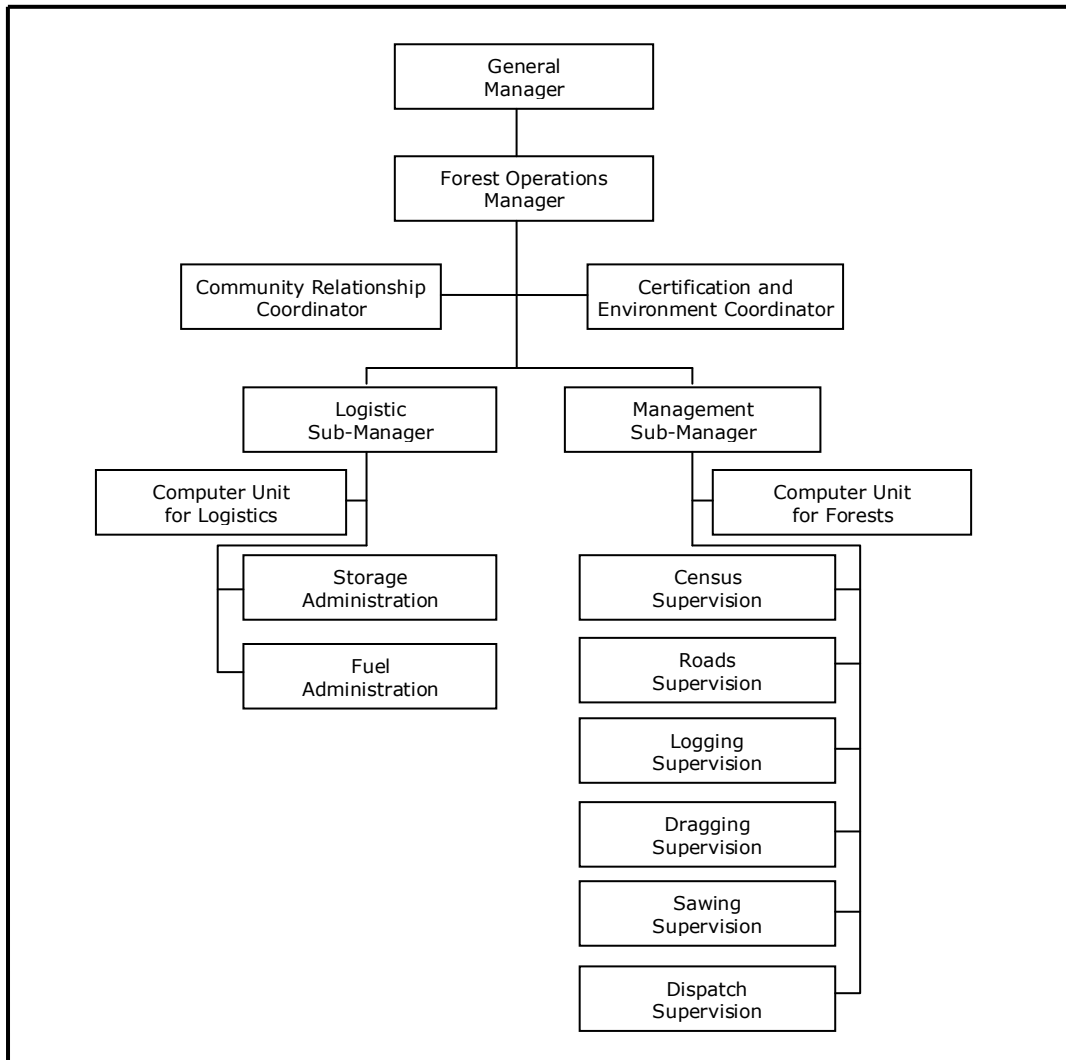 General
Manager
Forest Operations
Manager
Community Relationship
Coordinator
Certification and
Environment Coordinator
Logistic
Sub-Manager
Management
Sub-Manager
Computer Unit
for Logistics
Computer Unit
for Forests
Storage
Administration
Census
Supervision
Fuel
Administration
Roads
Supervision
Logging
Supervision
Dragging
Supervision
Sawing
Supervision
Dispatch
Supervision